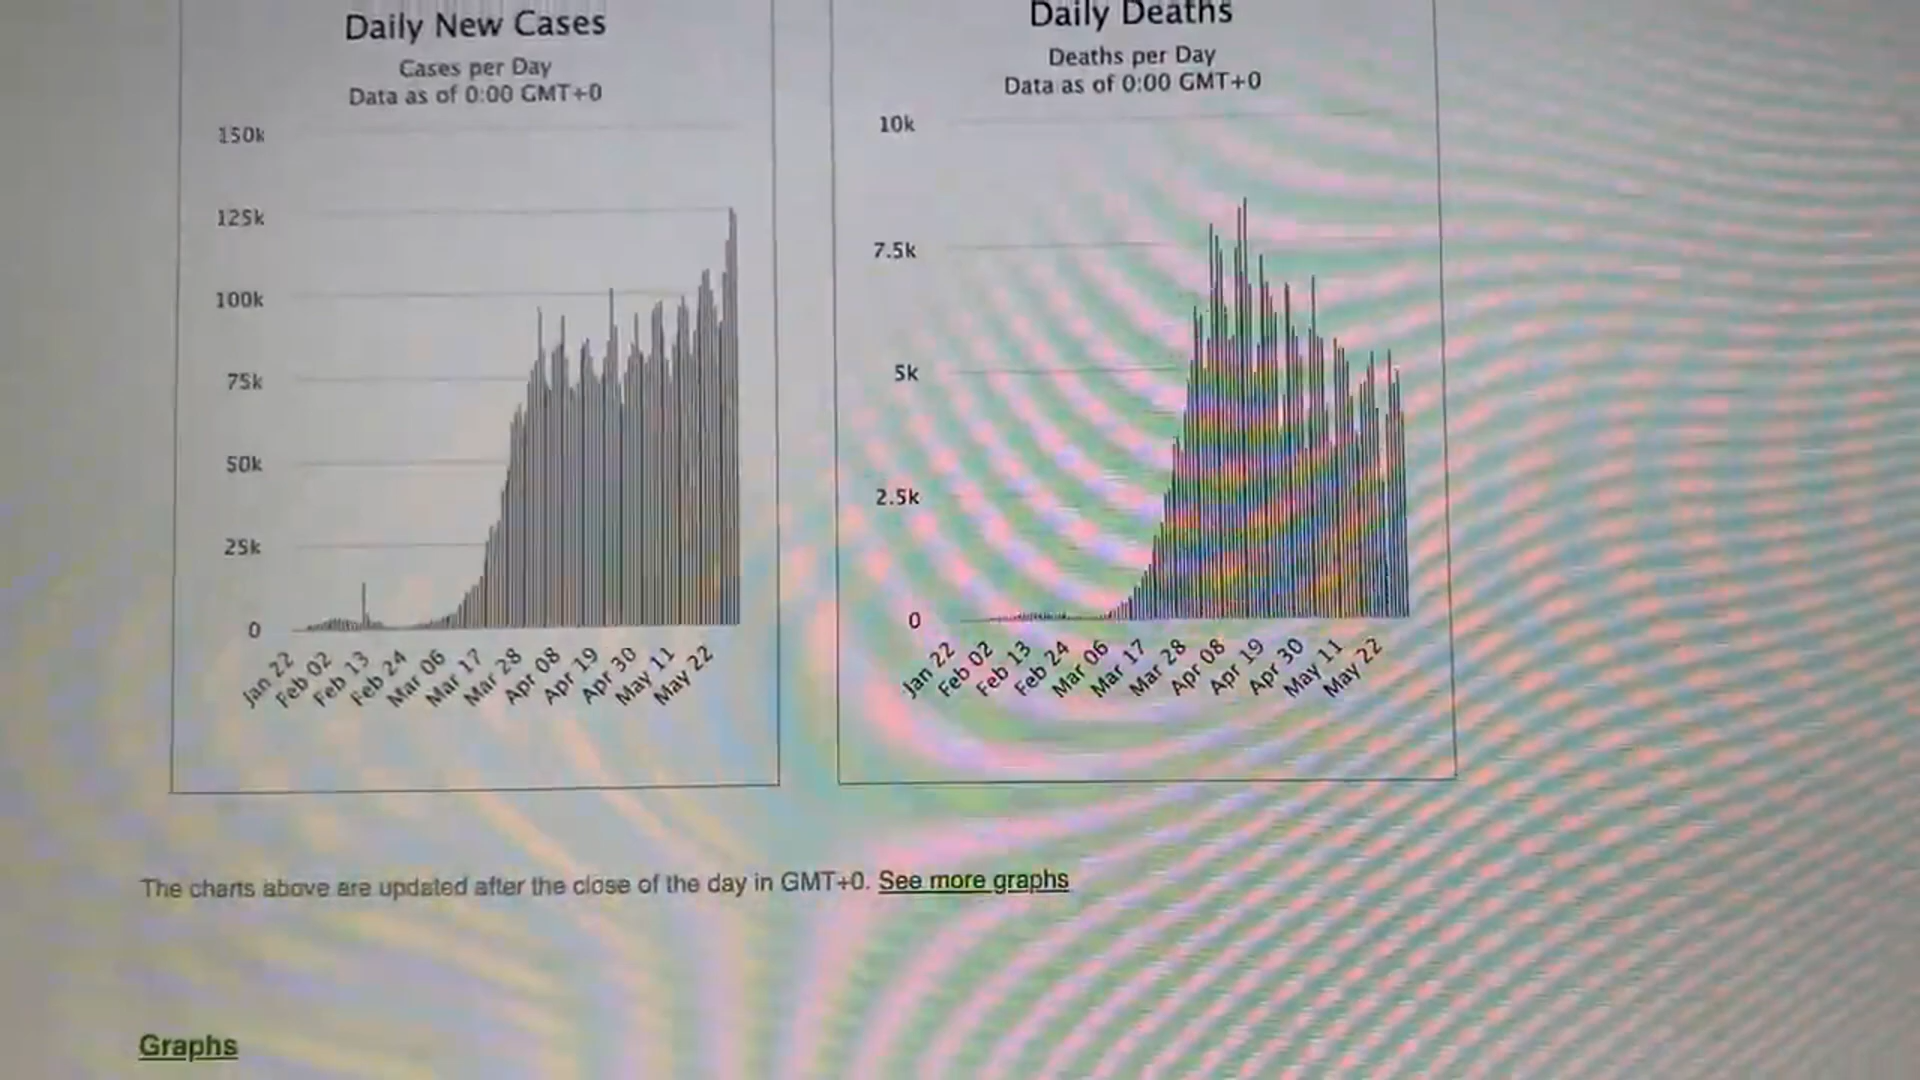 Daily New Cases
Cases per Day
Data as of 0:00 GMT+0
150k
125k
100k
75k
50k
25k
0
Jan 22
Feb 02
Feb 13
Feb 24
Mar 06
Mar 17
Mar 28
Apr 08
Apr 19
Apr 30
May 11
May 22
Daily Deaths
Deaths per Day
Data as of 0:00 GMT+0
10k
7.5k
5k
2.5k
0
Jan 22
Feb 02
Feb 13
Feb 24
Mar 06
Mar 17
Mar 28
Apr 08
Apr 19
Apr 30
May 11
May 22
The charts above are updated after the close of the day in GMT+0. See more graphs
Graphs